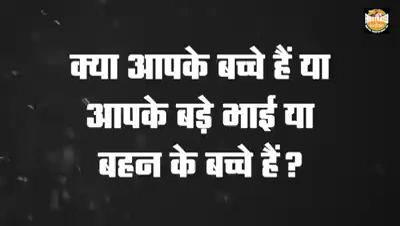 क्या आपके बच्चे हैं या
आपके बड़े भाई या
बहन के बच्चे हैं?